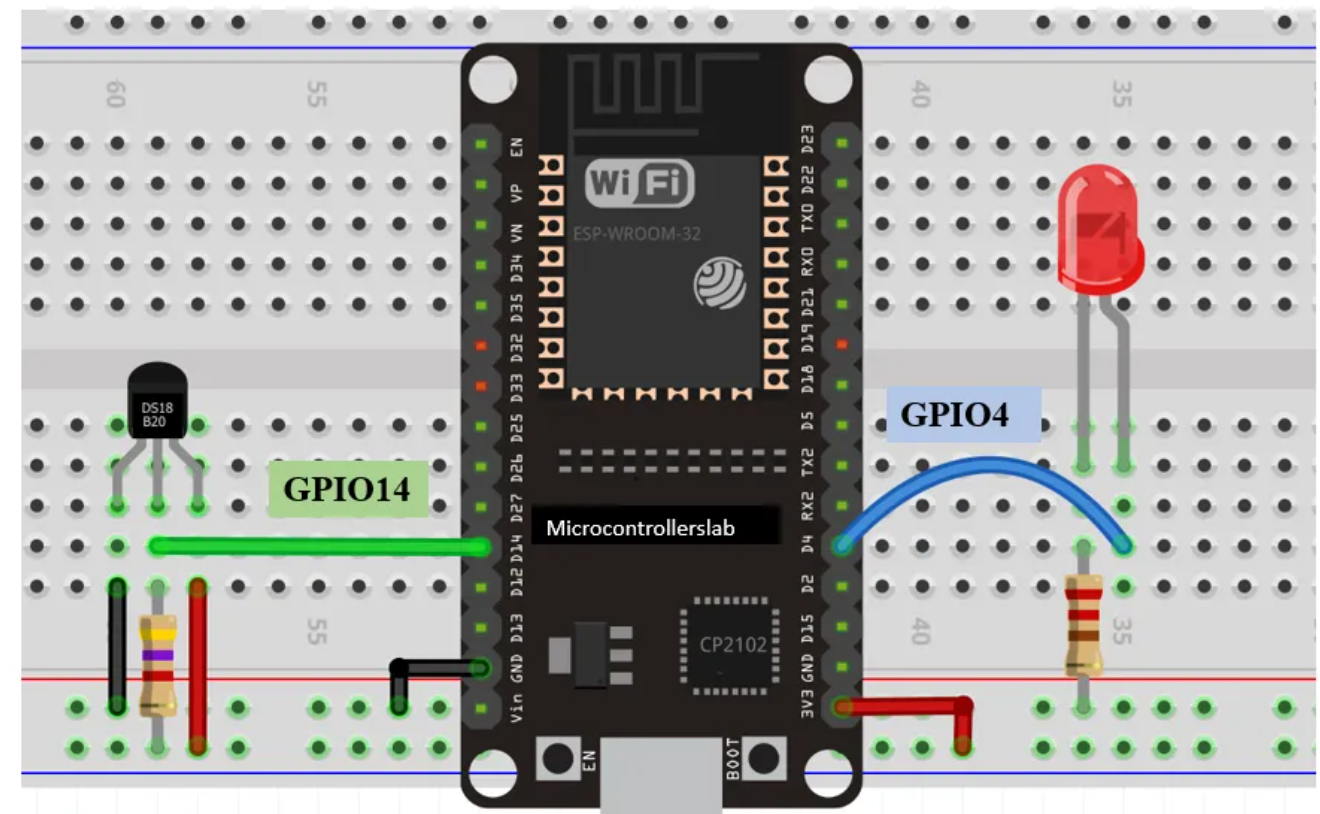 60
55
40
35
EN
VP
VN
D34
D35
D32
D33
D25
D26
D27
D14
D12
D13
GND
Vin
D23
D22
TX0
RX0
D21
D19
D18
D5
TX2
RX2
D4
D2
D15
GND
3V3
Wi Fi
ESP-WROOM-32
DS18
B20
GPIO14
GPIO4
Microcontrollerslab
CP2102
55
40
35
EN
BOOT